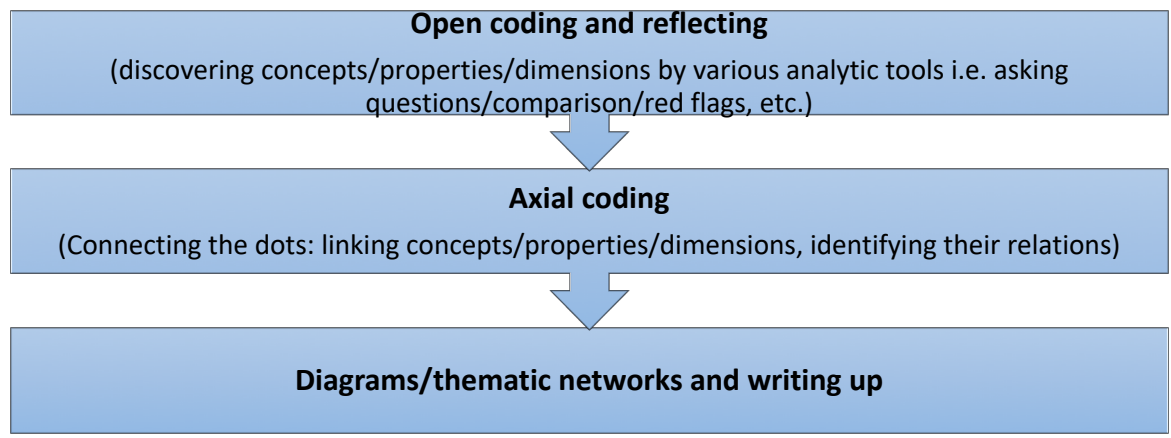 Open coding and reflecting
(discovering concepts/properties/dimensions by various analytic tools i.e. asking
questions/comparison/red flags, etc.)
Axial coding
(Connecting the dots: linking concepts/properties/dimensions, identifying their relations)
Diagrams/thematic networks and writing up